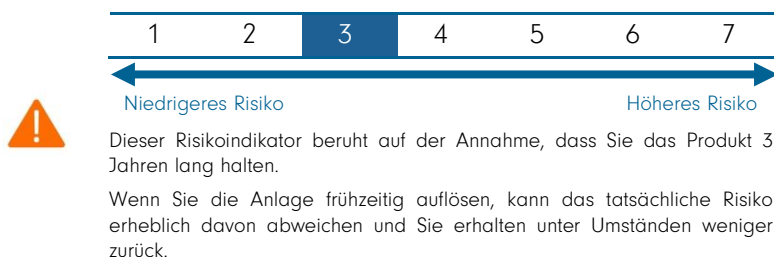 1 2 3 4 5 6 7
Niedrigeres Risiko Höheres Risiko
Dieser Risikoindikator beruht auf der Annahme, dass Sie das Produkt 3
Jahren lang halten.
Wenn Sie die Anlage frühzeitig auflösen, kann das tatsächliche Risiko
erheblich davon abweichen und Sie erhalten unter Umständen weniger
zurück.